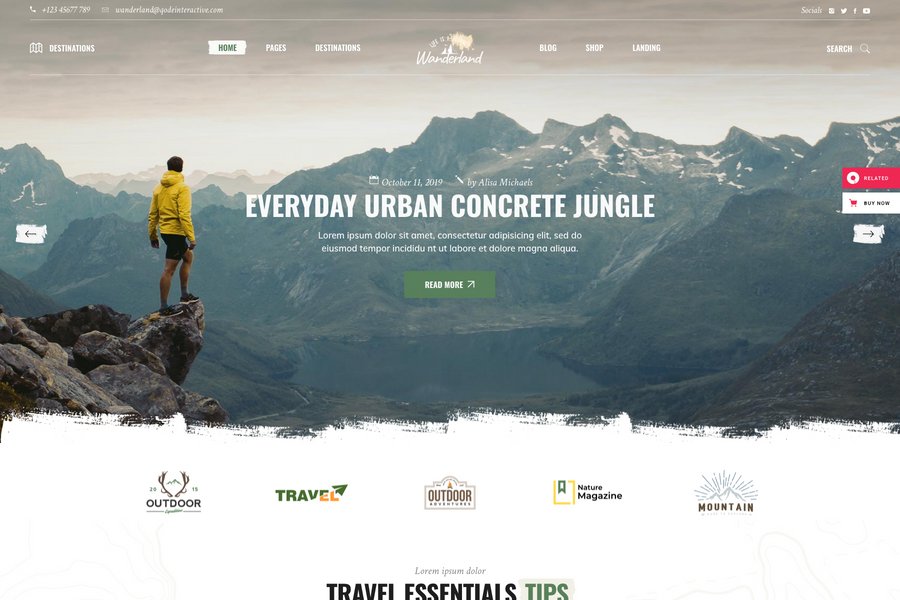 +123 45677 789
wanderland@qodeinteractive.com
Socials
DESTINATIONS
HOME
PAGES
DESTINATIONS
Wanderland
BLOG
SHOP
LANDING
SEARCH
RELATED
BUY NOW
October 11, 2019
by Alisa Michaels
EVERYDAY URBAN CONCRETE JUNGLE
Lorem ipsum dolor sit amet, consectetur adipisicing elit, sed do
eiusmod tempor incididu nt ut labore et dolore magna aliqua.
READ MORE
20 15
OUTDOOR
TRAVEL
OUTDOOR
ADVENTURES
Nature
Magazine
MOUNTAIN
Lorem ipsum dolor
TRAVEL ESSENTIALS TIPS